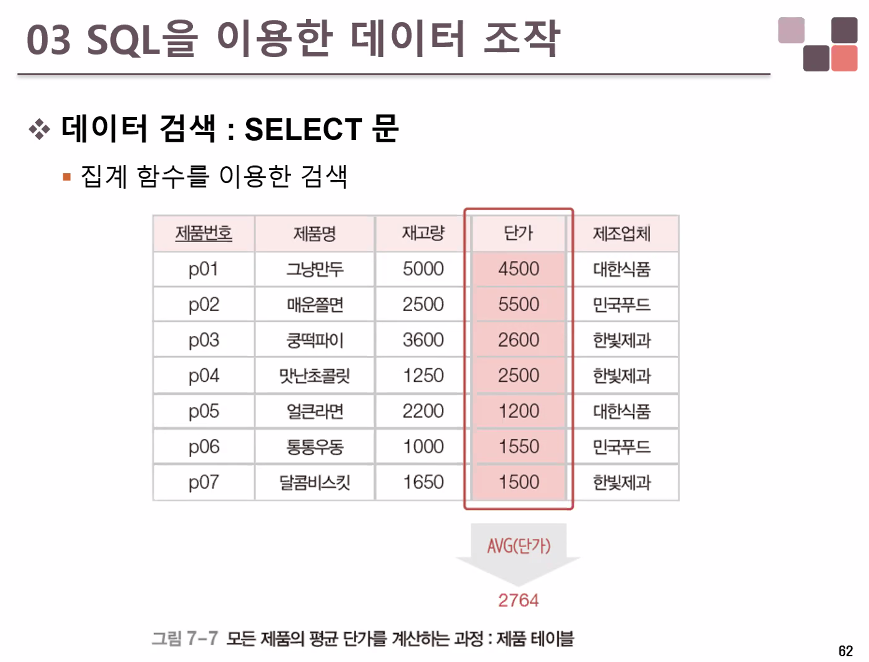 03 SQL을 이용한 데이터 조작
데이터 검색 : SELECT 문
집계 함수를 이용한 검색
제품번호 제품명 재고량 단가 제조업체
p01 그냥만두 5000 4500 대한식품
p02 매운쫄면 2500 5500 민국푸드
p03 쿵떡파이 3600 2600 한빛제과
p04 맛난초콜릿 1250 2500 한빛제과
p05 얼큰라면 2200 1200 대한식품
p06 통통우동 1000 1550 민국푸드
p07 달콤비스킷 1650 1500 한빛제과
AVG(단가)
2764
그림 7-7 모든 제품의 평균 단가를 계산하는 과정 : 제품 테이블
62